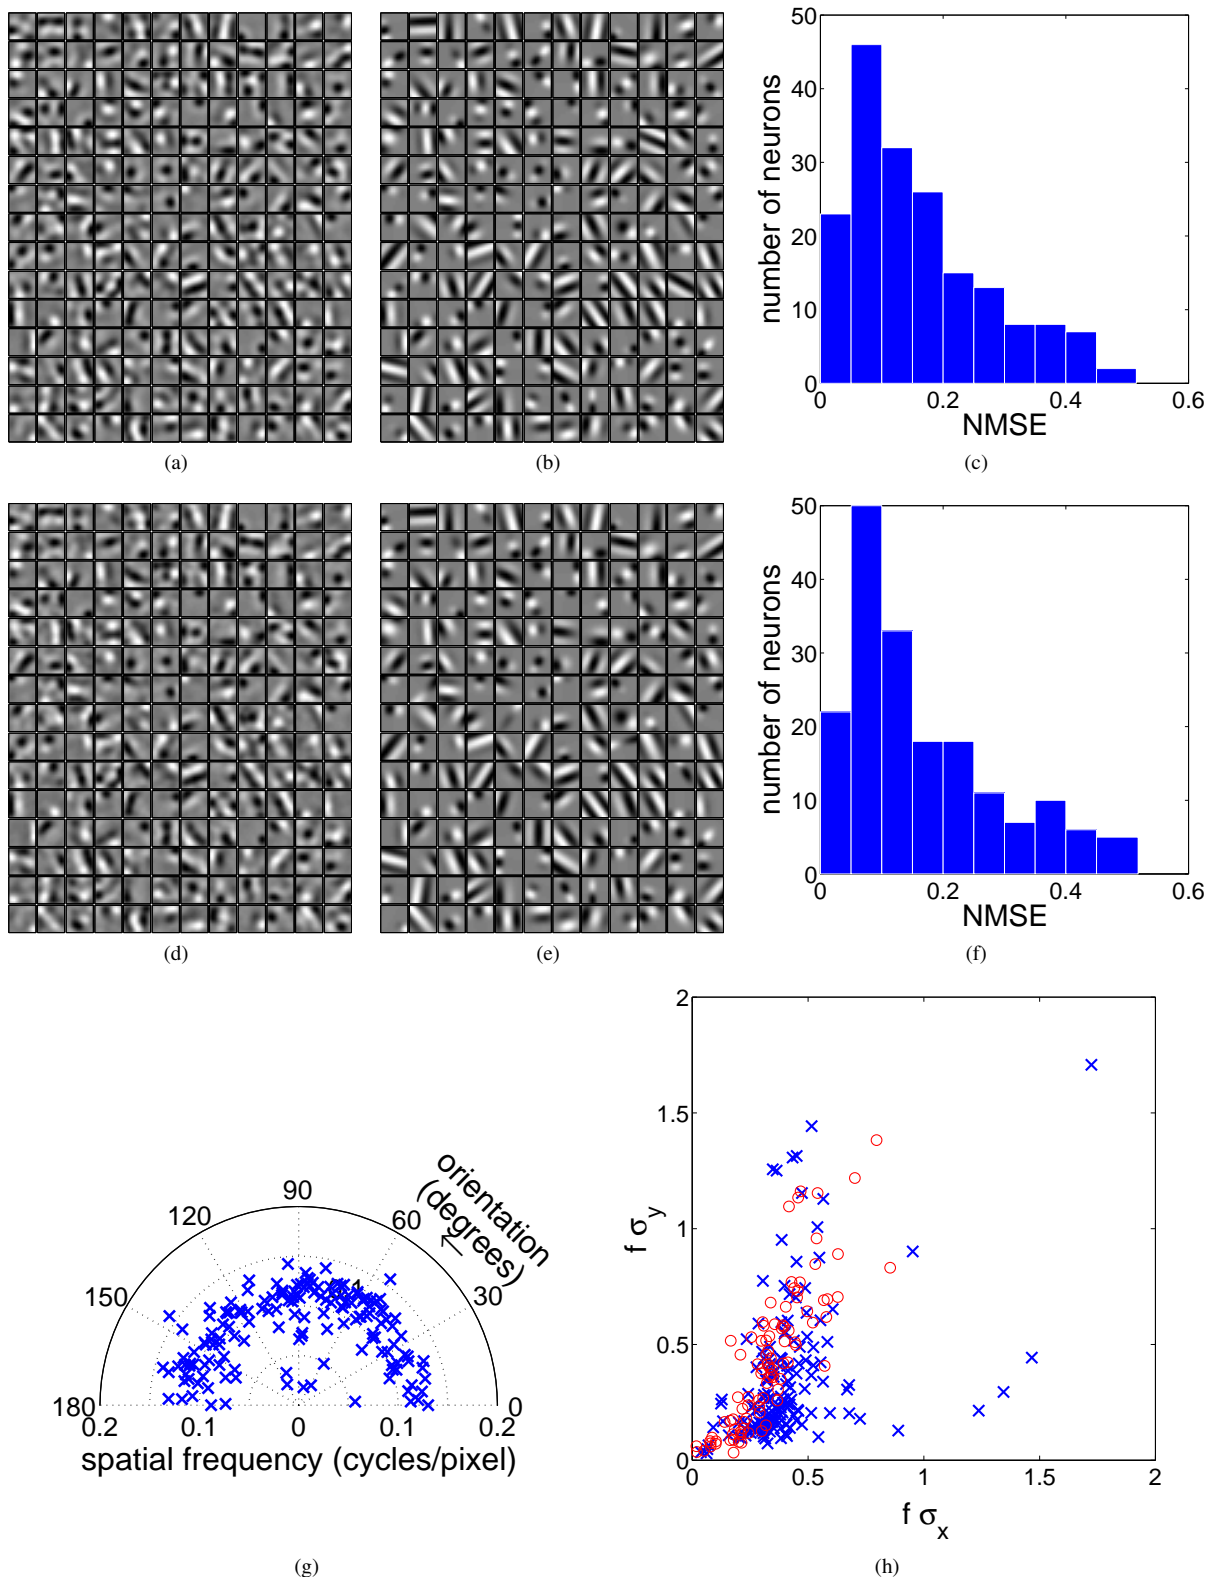 50
40
30
20
10
0
number of neurons
0 0.2 0.4 0.6
NMSE
(a)
(b)
(c)
50
40
30
20
10
0
number of neurons
0 0.2 0.4 0.6
NMSE
(d)
(e)
(f)
orientation
(degrees)
←
90
120 60
150 30
180 0
0.2 0.1 0 0.1 0.2
spatial frequency (cycles/pixel)
(g)
2
1.5
1
0.5
0
f σy
0 0.5 1 1.5 2
f σx
(h)